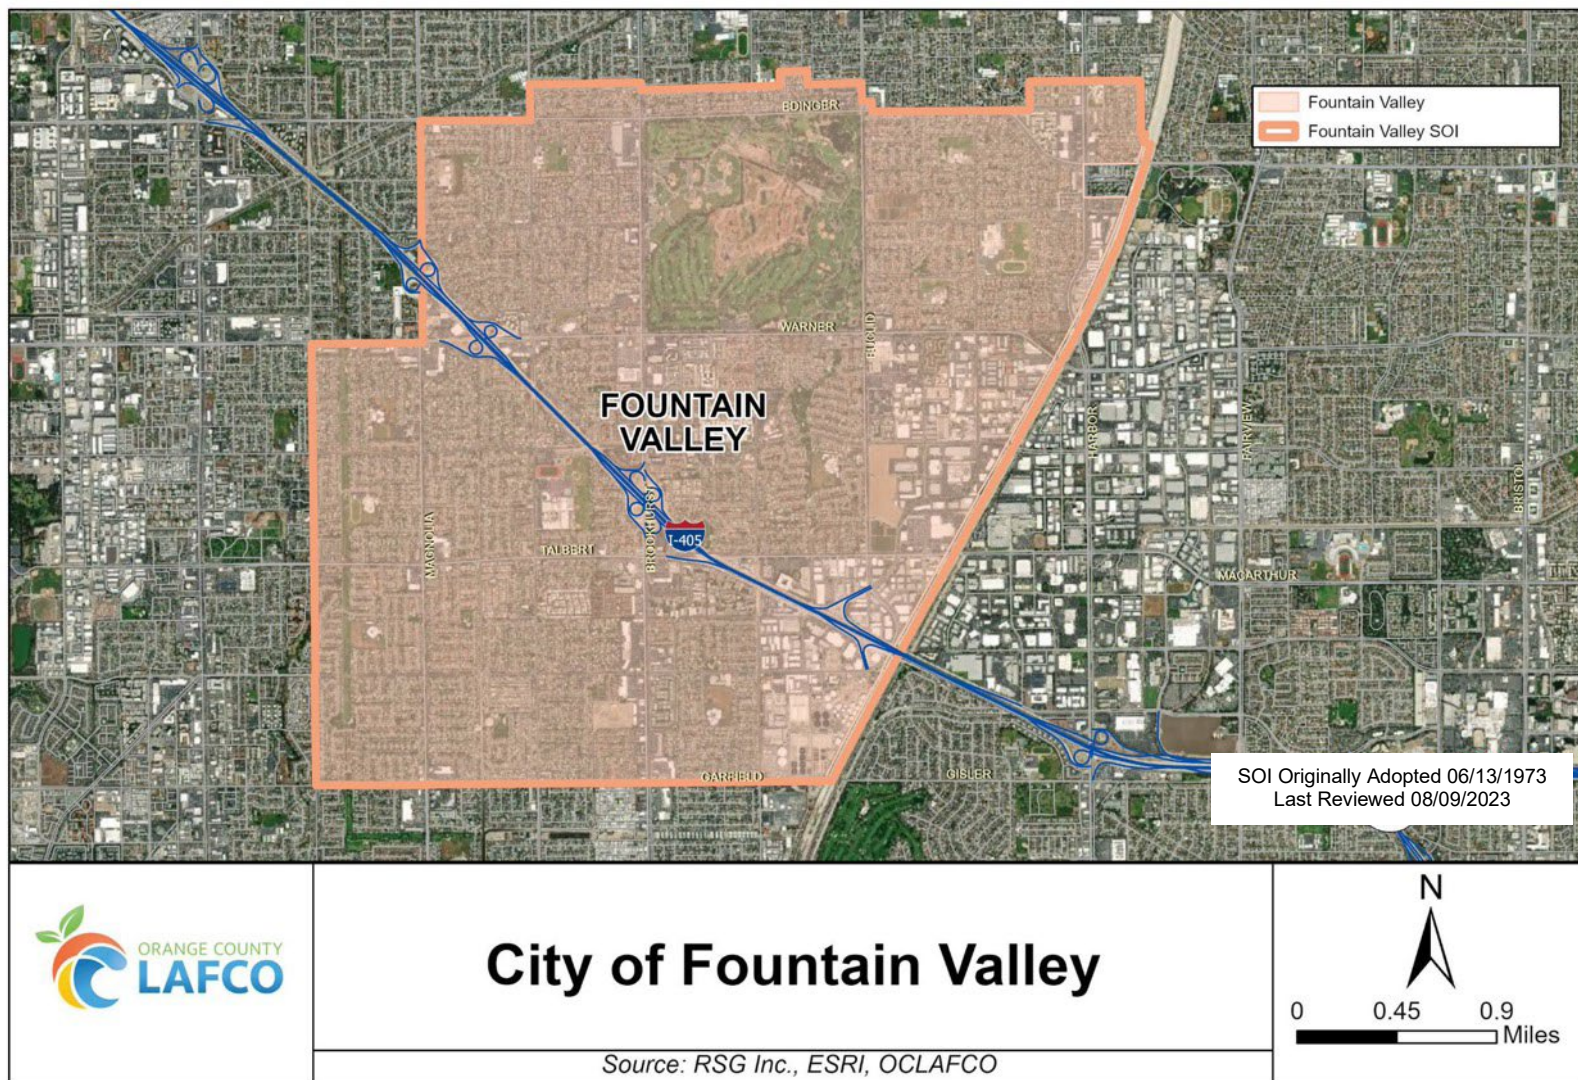 Fountain Valley
Fountain Valley SOI
EDINGER
WARNER
EUCLID
FOUNTAIN
VALLEY
HARBOR
FAIRVIEW
BRISTOL
MAGNOLIA
BROOKHURST
I-405
TALBERT
MACARTHUR
GARFIELD
GISLER
SOI Originally Adopted 06/13/1973
Last Reviewed 08/09/2023
ORANGE COUNTY
LAFCO
City of Fountain Valley
N
0 0.45 0.9
Miles
Source: RSG Inc., ESRI, OCLAFCO